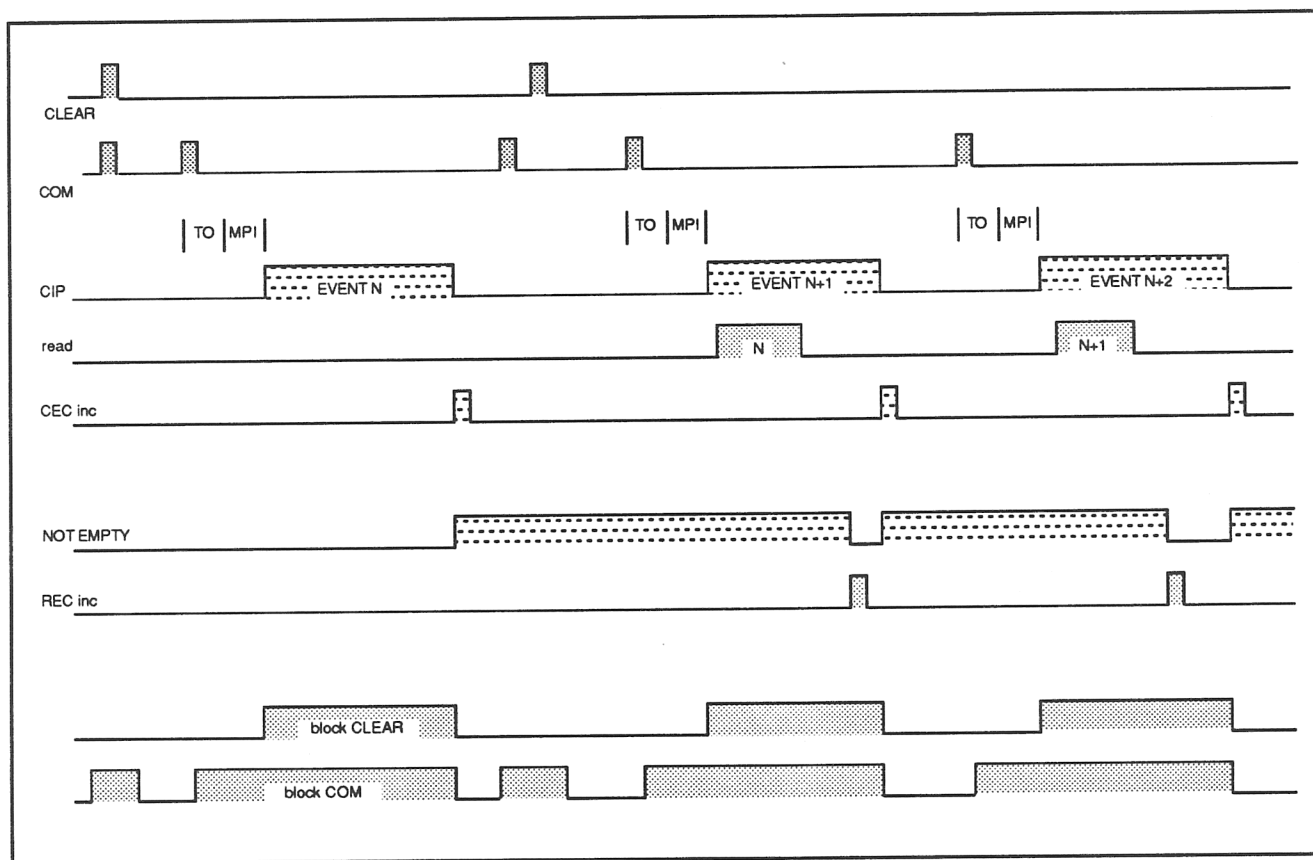 CLEAR
COM
TO MPI TO MPI TO MPI
CIP EVENT N EVENT N+1 EVENT N+2
read N N+1
CEC inc
NOT EMPTY
REC inc
block CLEAR
block COM